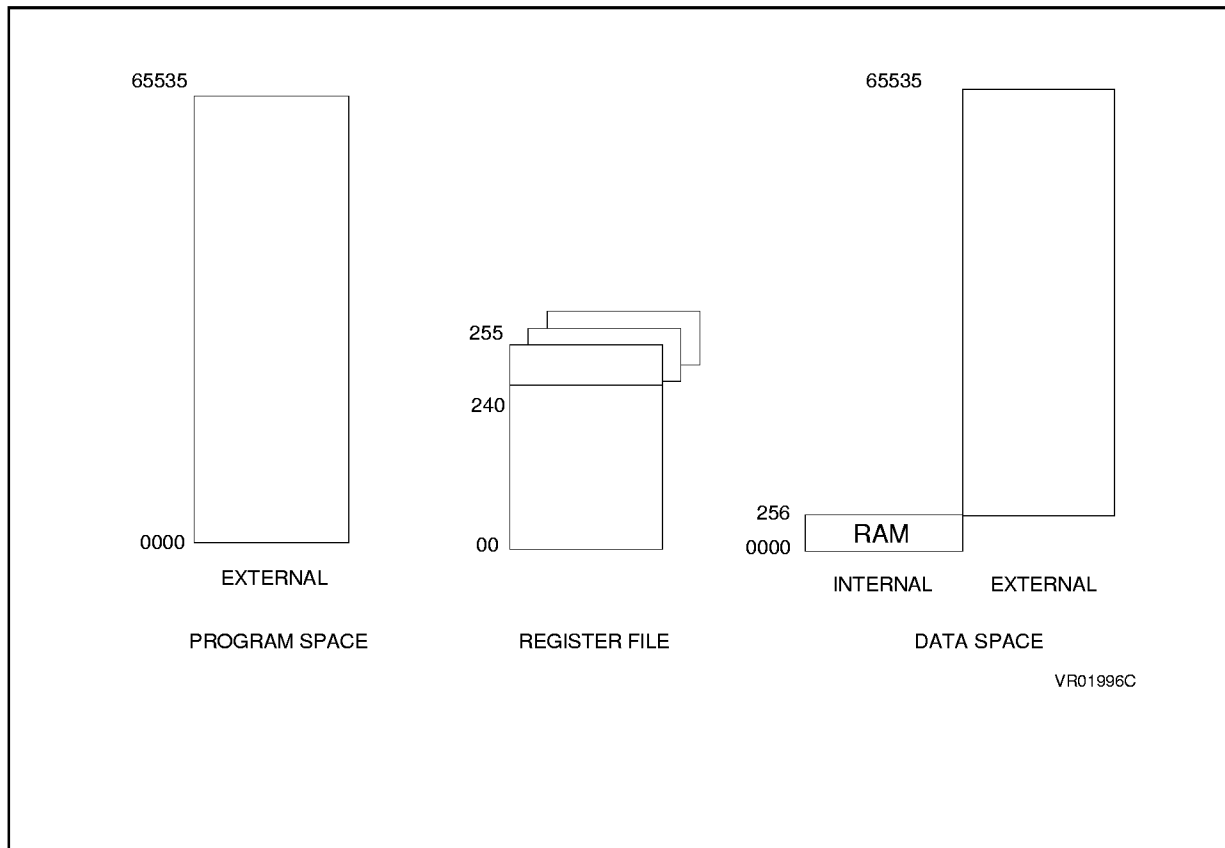 65535
0000
EXTERNAL
PROGRAM SPACE
255
240
00
REGISTER FILE
65535
256
0000
RAM
INTERNAL
EXTERNAL
DATA SPACE
VR01996C